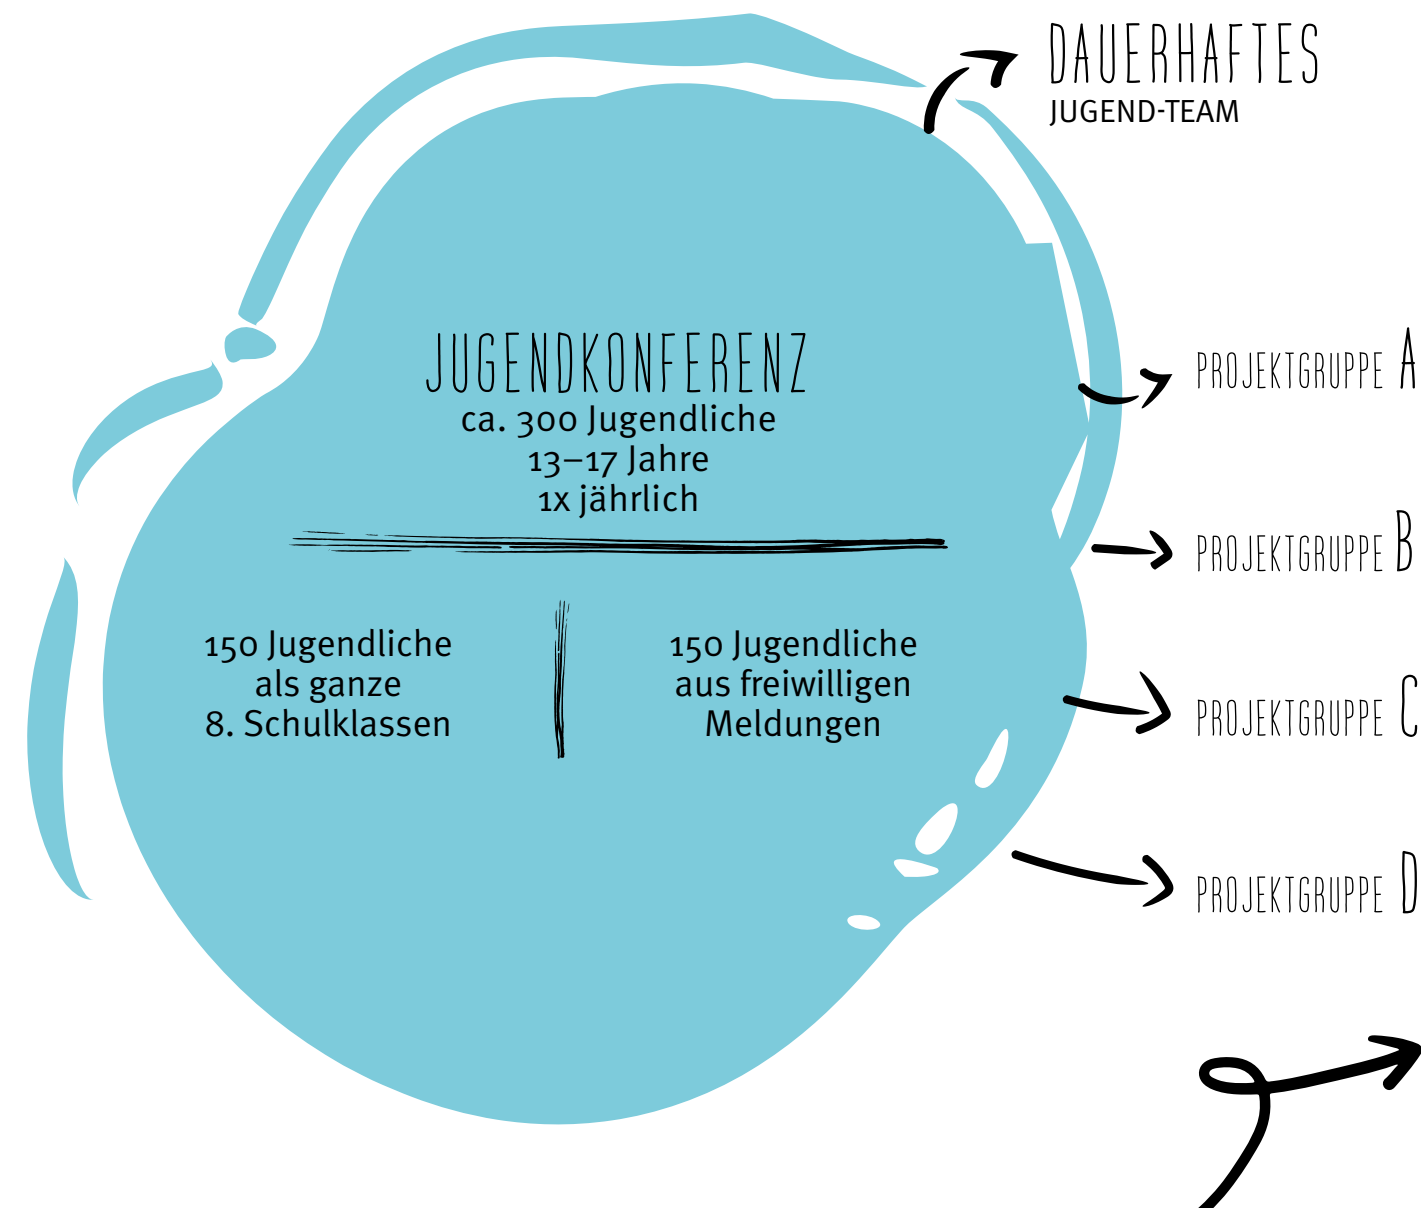 DAUERHAFTES
JUGEND-TEAM
JUGENDKONFERENZ
ca. 300 Jugendliche
13–17 Jahre
1x jährlich
150 Jugendliche
als ganze
8. Schulklassen
150 Jugendliche
aus freiwilligen
Meldungen
PROJEKTGRUPPE A
PROJEKTGRUPPE B
PROJEKTGRUPPE C
PROJEKTGRUPPE D